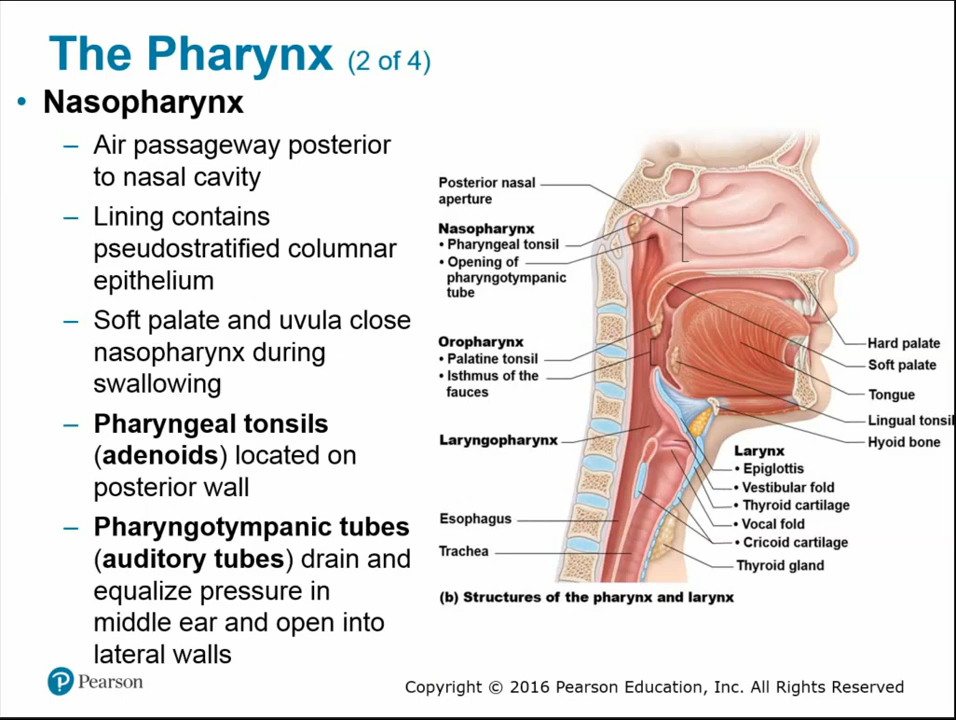 The Pharynx (2 of 4)
• Nasopharynx
– Air passageway posterior
to nasal cavity
– Lining contains
pseudostratified columnar
epithelium
– Soft palate and uvula close
nasopharynx during
swallowing
– Pharyngeal tonsils
(adenoids) located on
posterior wall
– Pharyngotympanic tubes
(auditory tubes) drain and
equalize pressure in
middle ear and open into
lateral walls
Posterior nasal
aperture
Nasopharynx
• Pharyngeal tonsil
• Opening of
pharyngotympanic
tube
Oropharynx
• Palatine tonsil
• Isthmus of the
fauces
Laryngopharynx
Esophagus
Trachea
Hard palate
Soft palate
Tongue
Lingual tonsil
Hyoid bone
Larynx
• Epiglottis
• Vestibular fold
• Thyroid cartilage
• Vocal fold
• Cricoid cartilage
Thyroid gland
(b) Structures of the pharynx and larynx
P Pearson
Copyright © 2016 Pearson Education, Inc. All Rights Reserved